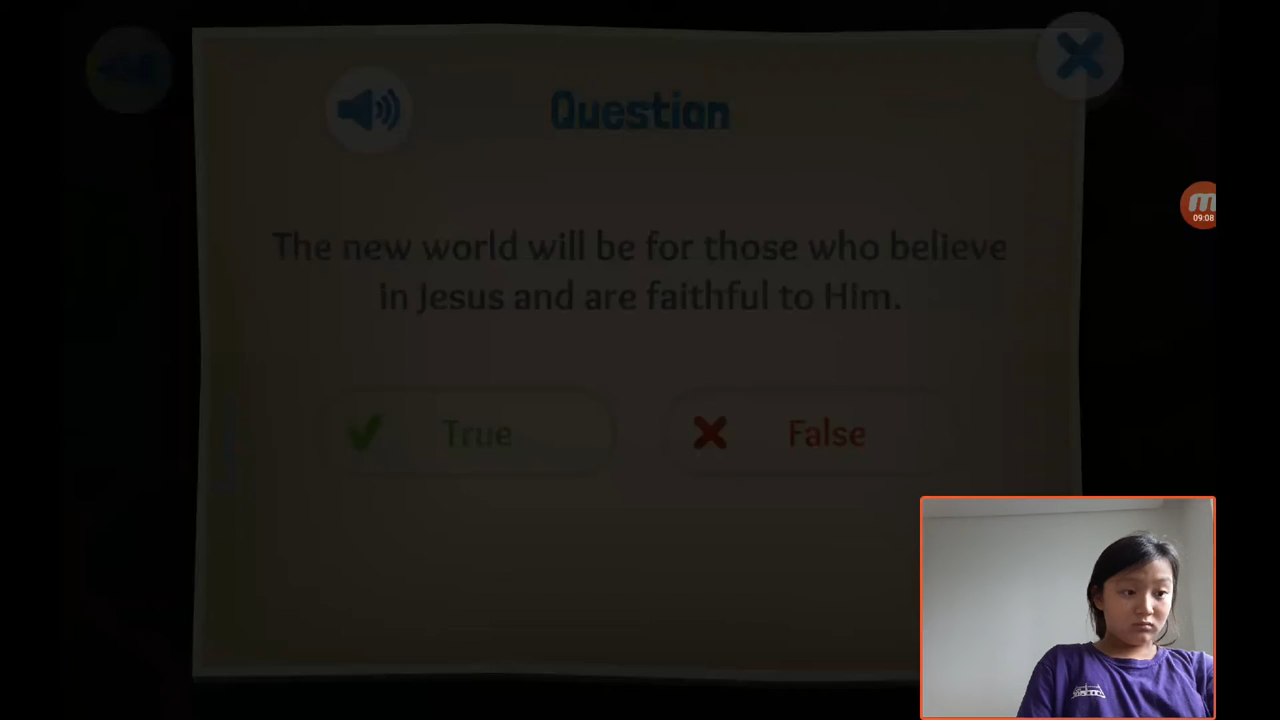 Question
The new world will be for those who believe
in Jesus and are faithful to Him.
True
False
09:08